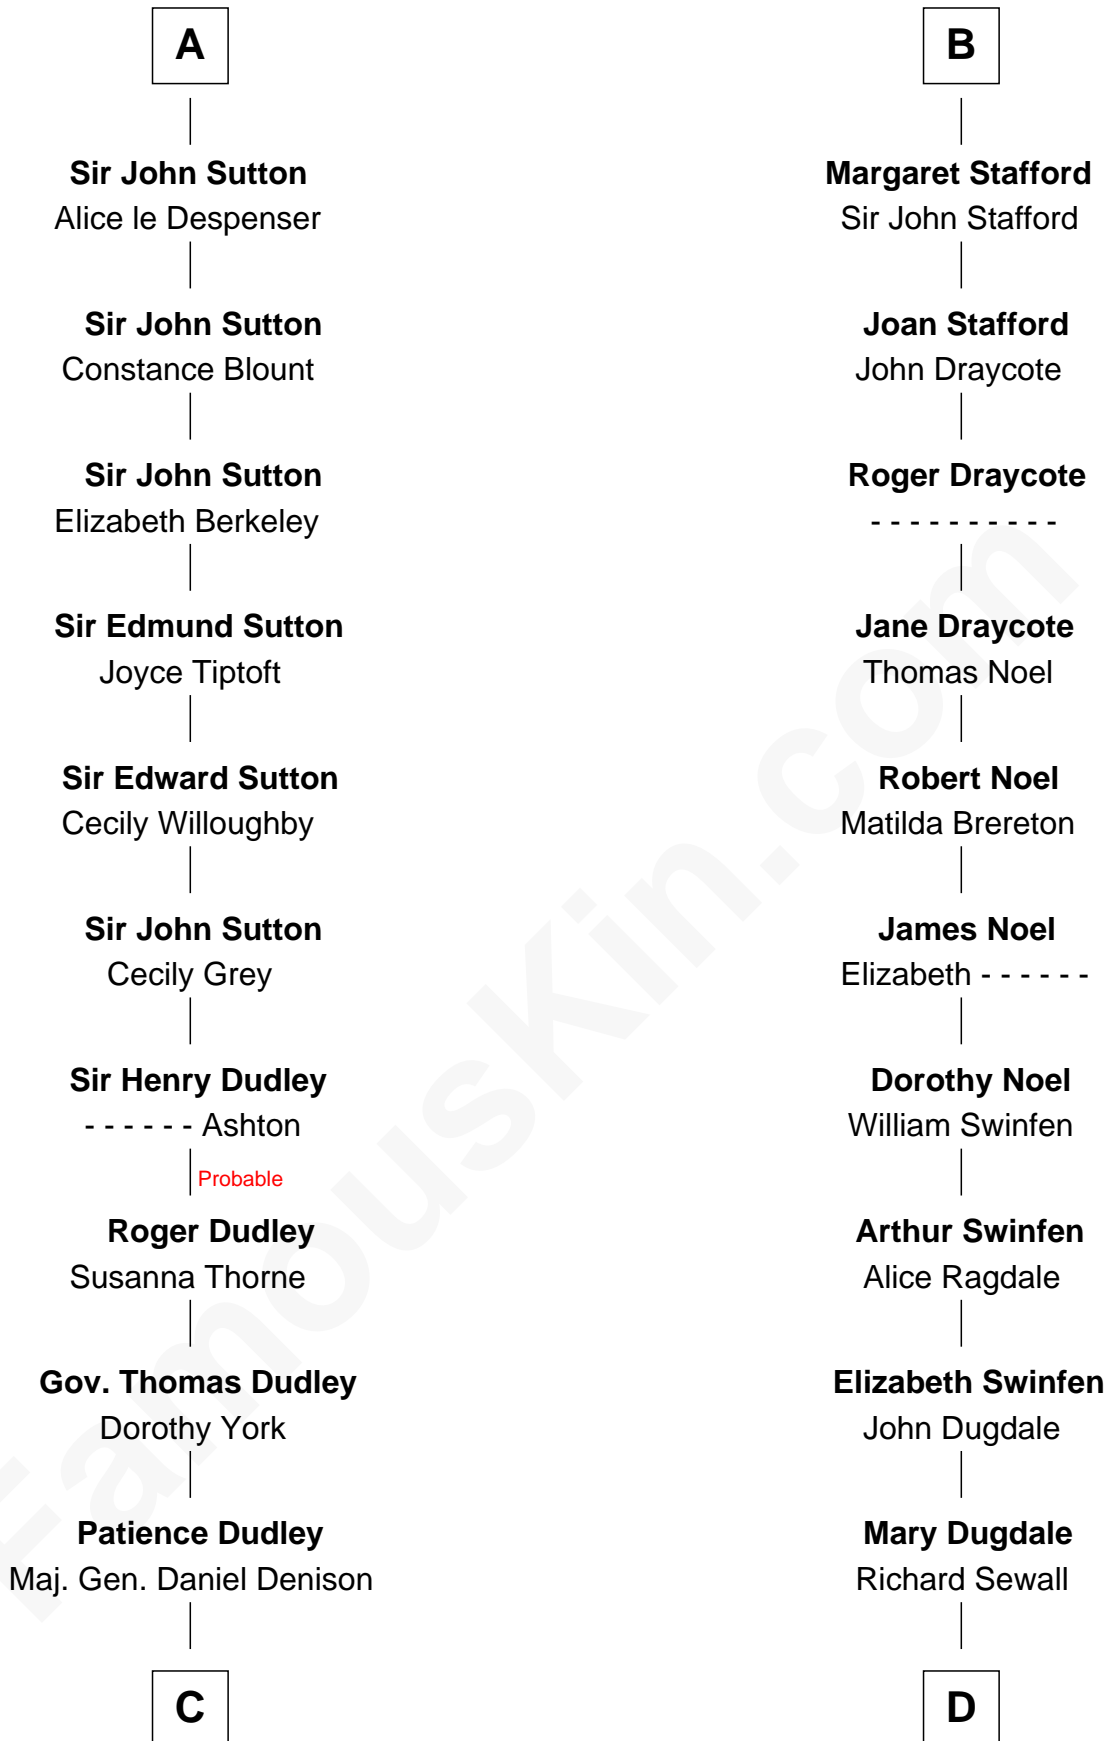 A
Sir John Sutton
Alice le Despenser
Sir John Sutton
Constance Blount
Sir John Sutton
Elizabeth Berkeley
Sir Edmund Sutton
Joyce Tiptoft
Sir Edward Sutton
Cecily Willoughby
Sir John Sutton
Cecily Grey
Sir Henry Dudley
- - - - - - Ashton
Probable
Roger Dudley
Susanna Thorne
Gov. Thomas Dudley
Dorothy York
Patience Dudley
Maj. Gen. Daniel Denison
C
B
Margaret Stafford
Sir John Stafford
Joan Stafford
John Draycote
Roger Draycote
- - - - - - - - - -
Jane Draycote
Thomas Noel
Robert Noel
Matilda Brereton
James Noel
Elizabeth - - - - - -
Dorothy Noel
William Swinfen
Arthur Swinfen
Alice Ragdale
Elizabeth Swinfen
John Dugdale
Mary Dugdale
Richard Sewall
D
FamousKin.com